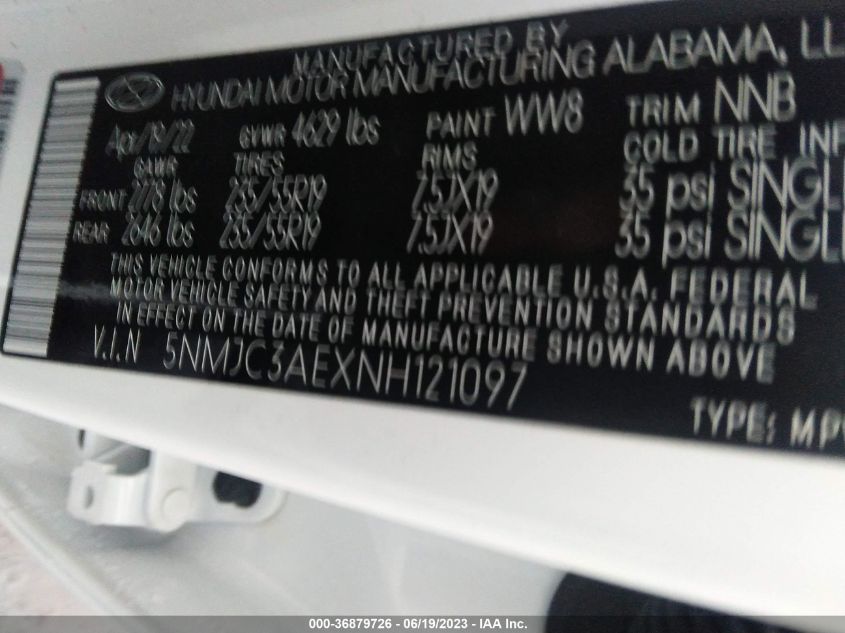 MANUFACTURED BY
HYUNDAI MOTOR MANUFACTURING ALABAMA, LL
Apr/19/22 GVWR 4629 lbs PAINT WW8 TRIM NNB
GAWR TIRES RIMS COLD TIRE INF
FRONT 2778 lbs 235/55R19 7.5JX19 35 psi SINGL
REAR 2646 lbs 235/55R19 7.5JX19 35 psi SINGL
THIS VEHICLE CONFORMS TO ALL APPLICABLE U.S.A. FEDERAL
MOTOR VEHICLE SAFETY AND THEFT PREVENTION STANDARDS
IN EFFECT ON THE DATE OF MANUFACTURE SHOWN ABOVE
V.I.N 5NMJC3AEXNH121097
TYPE: MP
000-36879726 - 06/19/2023 - IAA Inc.